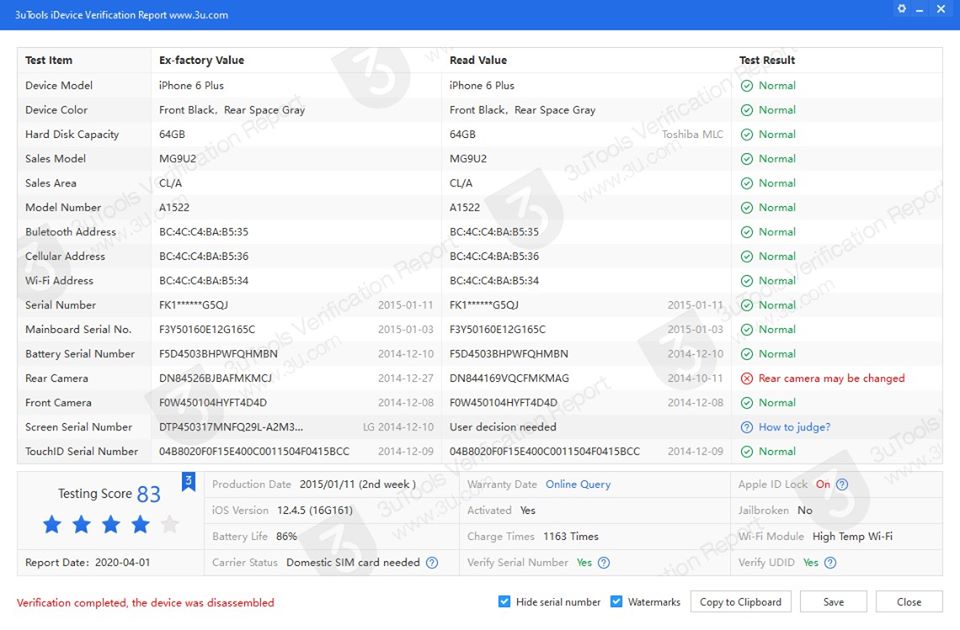 3uTools iDevice Verification Report www.3u.com
Test Item Ex-factory Value Read Value Test Result
Device Model iPhone 6 Plus iPhone 6 Plus Normal
Device Color Front Black, Rear Space Gray Front Black, Rear Space Gray Normal
Hard Disk Capacity 64GB 64GB Toshiba MLC Normal
Sales Model MG9U2 MG9U2 Normal
Sales Area CL/A CL/A Normal
Model Number A1522 A1522 Normal
Buletooth Address BC:4C:C4:BA:B5:35 BC:4C:C4:BA:B5:35 Normal
Cellular Address BC:4C:C4:BA:B5:36 BC:4C:C4:BA:B5:36 Normal
Wi-Fi Address BC:4C:C4:BA:B5:34 BC:4C:C4:BA:B5:34 Normal
Serial Number FK1******G5QJ 2015-01-11 FK1******G5QJ 2015-01-11 Normal
Mainboard Serial No. F3Y50160E12G165C 2015-01-03 F3Y50160E12G165C 2015-01-03 Normal
Battery Serial Number F5D4503BHPWFQHMBN 2014-12-10 F5D4503BHPWFQHMBN 2014-12-10 Normal
Rear Camera DN84526BJBAFMKMCJ 2014-12-27 DN844169VQCFMKMAG 2014-10-11 Rear camera may be changed
Front Camera F0W450104HYFT4D4D 2014-12-08 F0W450104HYFT4D4D 2014-12-08 Normal
Screen Serial Number DTP450317MNFQ29L-A2M3... LG 2014-12-10 User decision needed How to judge?
TouchID Serial Number 04B8020F0F15E400C0011504F0415BCC 2014-12-09 04B8020F0F15E400C0011504F0415BCC 2014-12-09 Normal
Testing Score 83
Production Date 2015/01/11 (2nd week ) Warranty Date Online Query Apple ID Lock On
iOS Version 12.4.5 (16G161) Activated Yes Jailbroken No
Battery Life 86% Charge Times 1163 Times Wi-Fi Module High Temp Wi-Fi
Report Date: 2020-04-01 Carrier Status Domestic SIM card needed Verify Serial Number Yes Verify UDID Yes
Verification completed, the device was disassembled Hide serial number Watermarks Copy to Clipboard Save Close